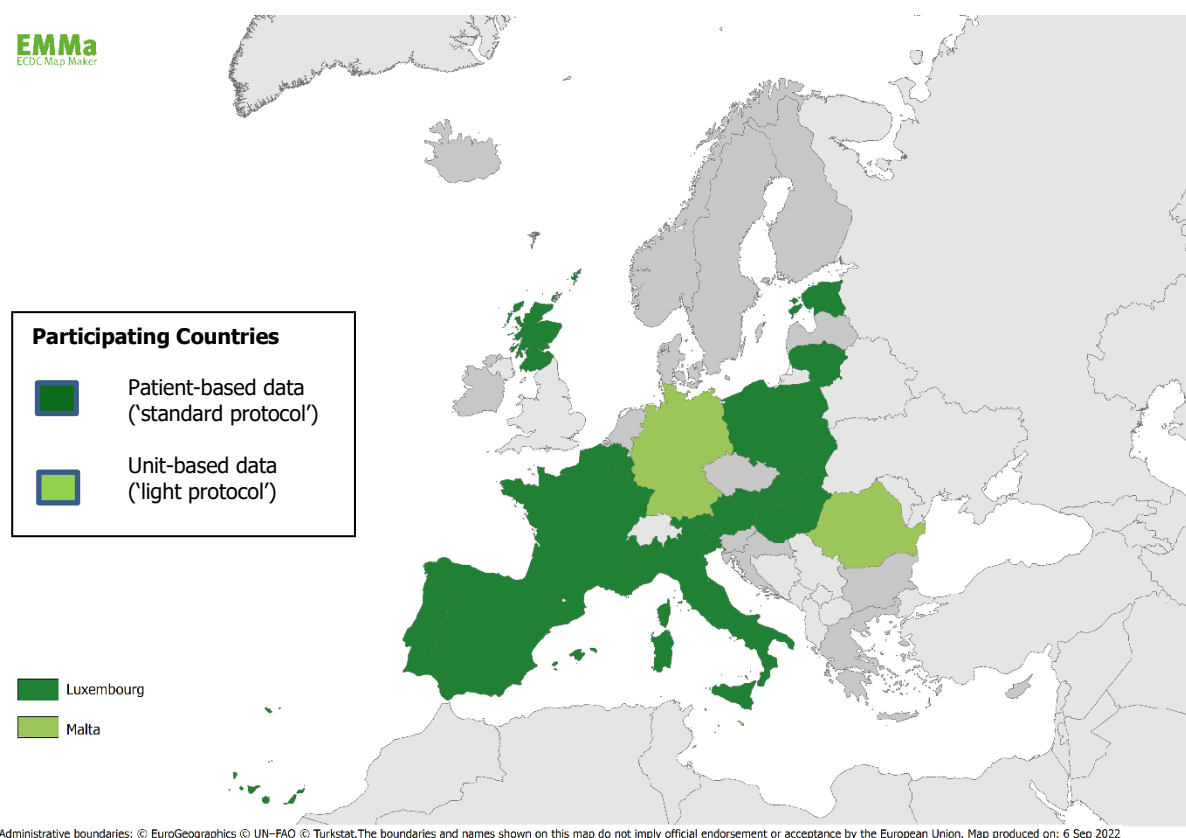 EMMa
ECDC Map Maker
Participating Countries
Patient-based data
(‘standard protocol’)
Unit-based data
(‘light protocol’)
Luxembourg
Malta
Administrative boundaries: © EuroGeographics © UN–FAO © Turkstat.The boundaries and names shown on this map do not imply official endorsement or acceptance by the European Union. Map produced on: 6 Sep 2022